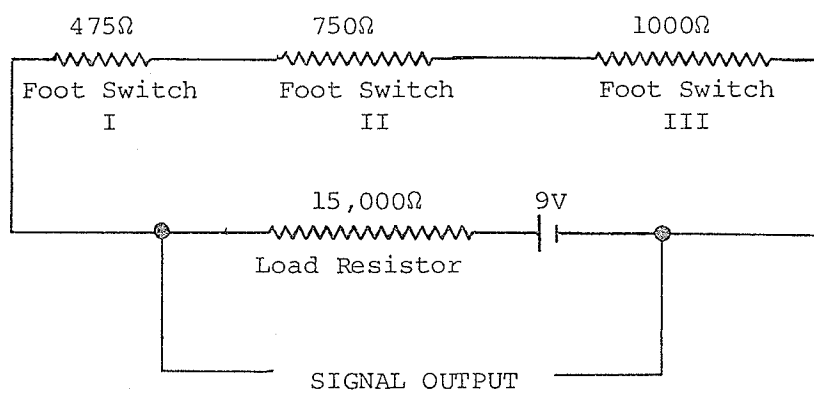 475Ω 750Ω 1000Ω
Foot Switch Foot Switch Foot Switch
I II III
15,000Ω 9V
Load Resistor
SIGNAL OUTPUT